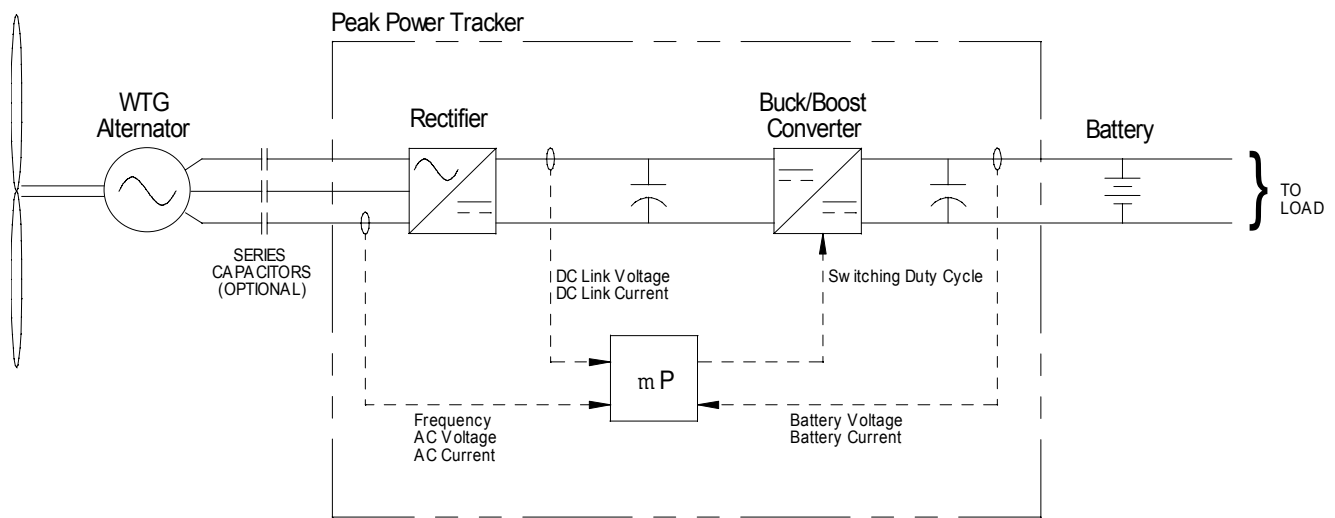 Peak Power Tracker
WTG
Alternator
Rectifier
Buck/Boost
Converter
Battery
}
TO
LOAD
SERIES
CAPACITORS
(OPTIONAL)
DC Link Voltage
DC Link Current
Switching Duty Cycle
m P
Frequency
AC Voltage
AC Current
Battery Voltage
Battery Current